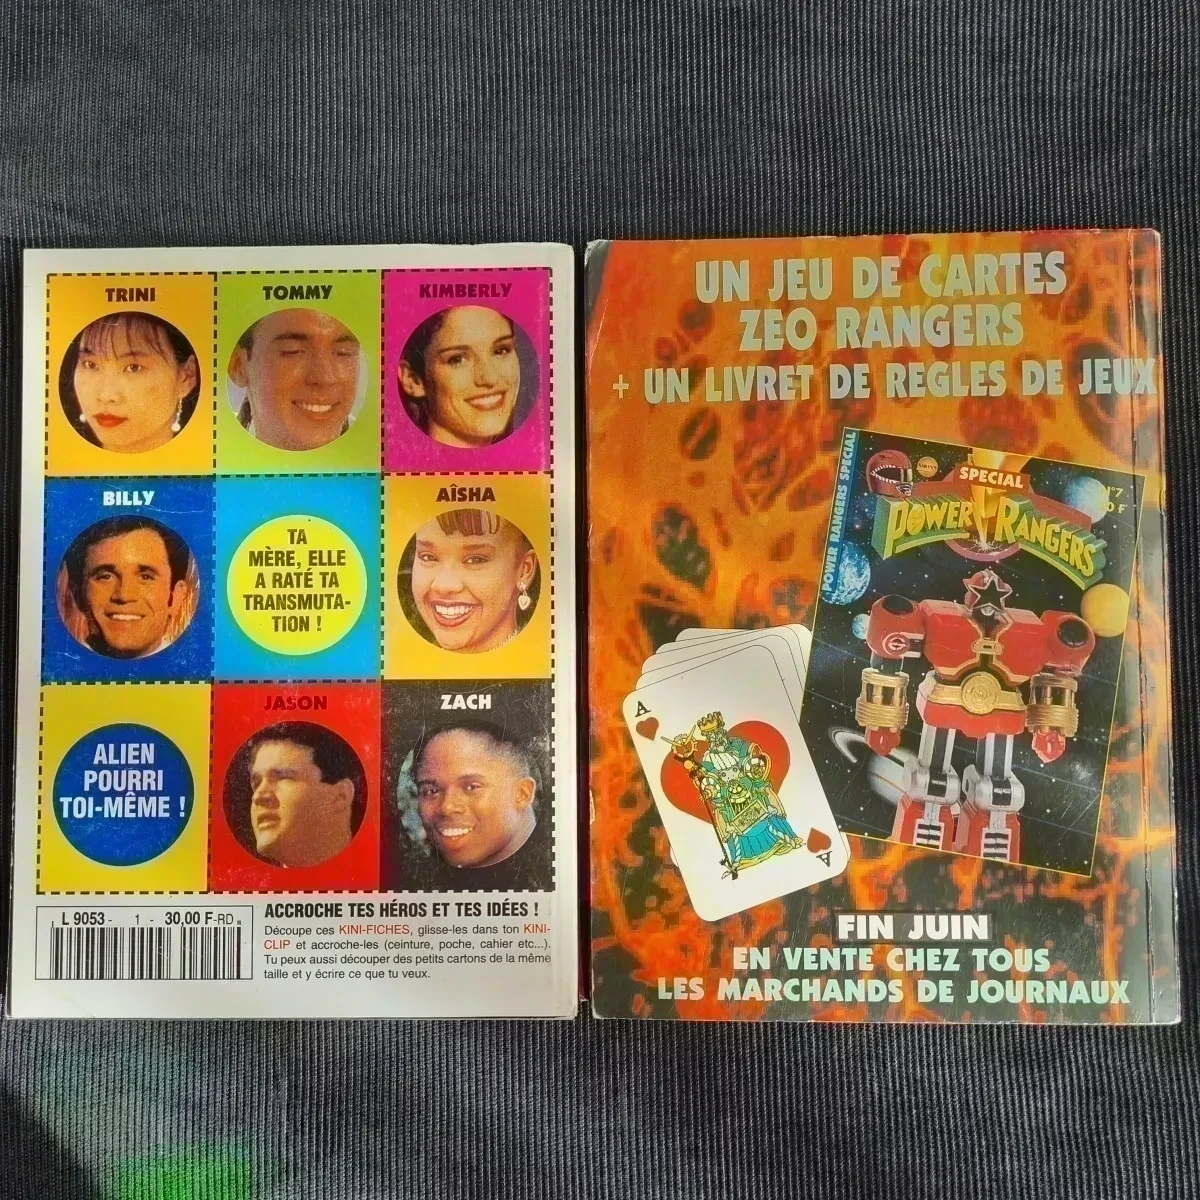 TRINI
TOMMY
KIMBERLY
BILLY
TA
MÈRE, ELLE
A RATÉ TA
TRANSMUTA-
TION !
AÎSHA
ALIEN
POURRI
TOI-MÊME !
JASON
ZACH
L 9053 - 1 - 30,00 F-RD
ACCROCHE TES HÉROS ET TES IDÉES !
Découpe ces KINI-FICHES, glisse-les dans ton KINI-
CLIP et accroche-les (ceinture, poche, cahier etc...).
Tu peux aussi découper des petits cartons de la même
taille et y écrire ce que tu veux.
UN JEU DE CARTES
ZEO RANGERS
+ UN LIVRET DE REGLES DE JEUX
POWER RANGERS SPECIAL
SPECIAL
N°7
POWER RANGERS
A
A
FIN JUIN
EN VENTE CHEZ TOUS
LES MARCHANDS DE JOURNAUX